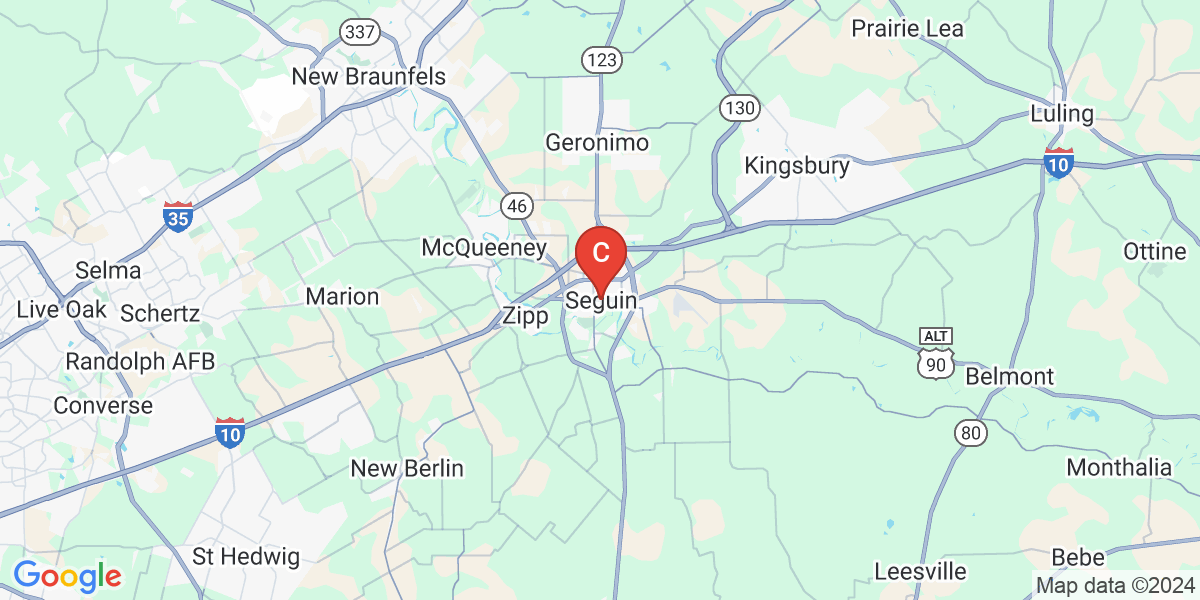 337
Prairie Lea
123
New Braunfels
130
Luling
Geronimo
10
Kingsbury
46
35
McQueeney
C
Ottine
Selma
Marion
Seguin
Live Oak
Schertz
Zipp
ALT
90
Randolph AFB
Belmont
Converse
10
80
New Berlin
Monthalia
St Hedwig
Bebe
Leesville
Google
Map data ©2024